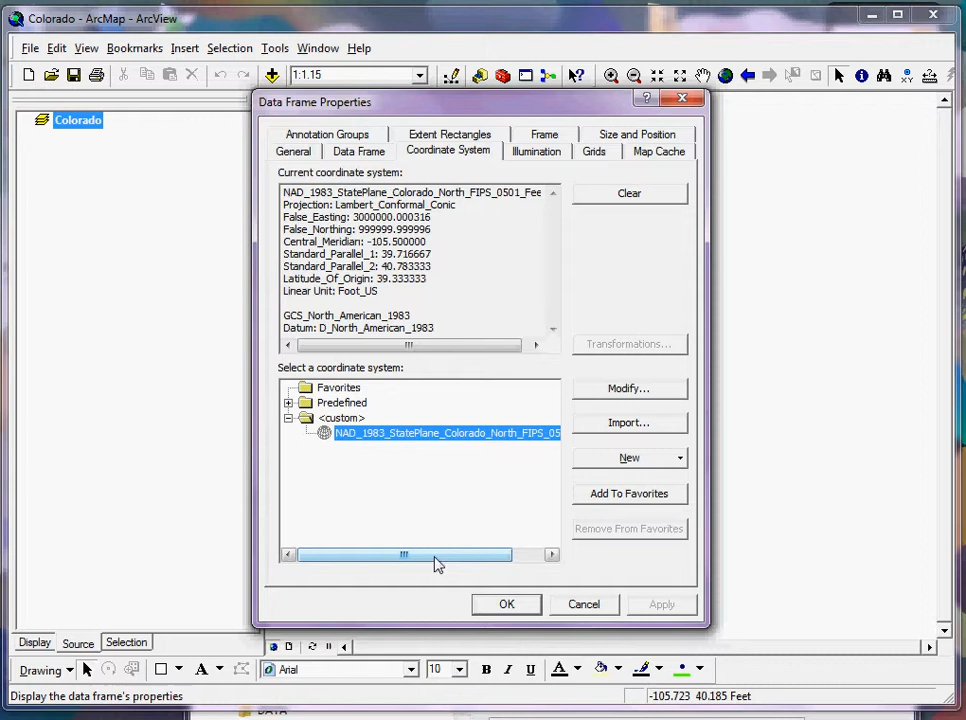 Colorado - ArcMap - ArcView
File Edit View Bookmarks Insert Selection Tools Window Help
1:1.15
Data Frame Properties
Annotation Groups Extent Rectangles Frame Size and Position
General Data Frame Coordinate System Illumination Grids Map Cache
Colorado
Current coordinate system:
NAD_1983_StatePlane_Colorado_North_FIPS_0501_Fee
Projection: Lambert_Conformal_Conic
False_Easting: 3000000.000316
False_Northing: 999999.999996
Central_Meridian: -105.500000
Standard_Parallel_1: 39.716667
Standard_Parallel_2: 40.783333
Latitude_Of_Origin: 39.333333
Linear Unit: Foot_US
GCS_North_American_1983
Datum: D_North_American_1983
Clear
Transformations...
Select a coordinate system:
Favorites
Predefined
<custom>
NAD_1983_StatePlane_Colorado_North_FIPS_05
Modify...
Import...
New
Add To Favorites
Remove From Favorites
OK Cancel Apply
Display Source Selection
Drawing A Arial 10 B I U A
Display the data frame's properties
-105.723 40.185 Feet